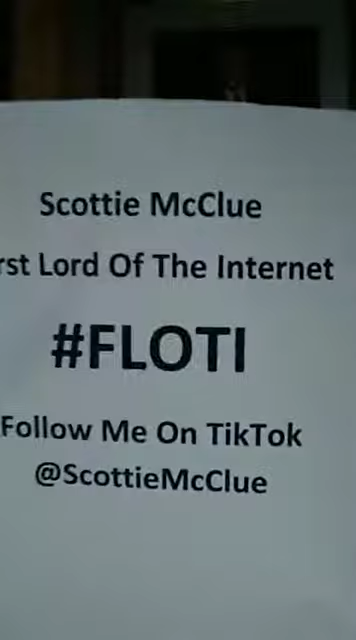 Scottie McClue
rst Lord Of The Internet
#FLOTI
Follow Me On TikTok
@ScottieMcClue